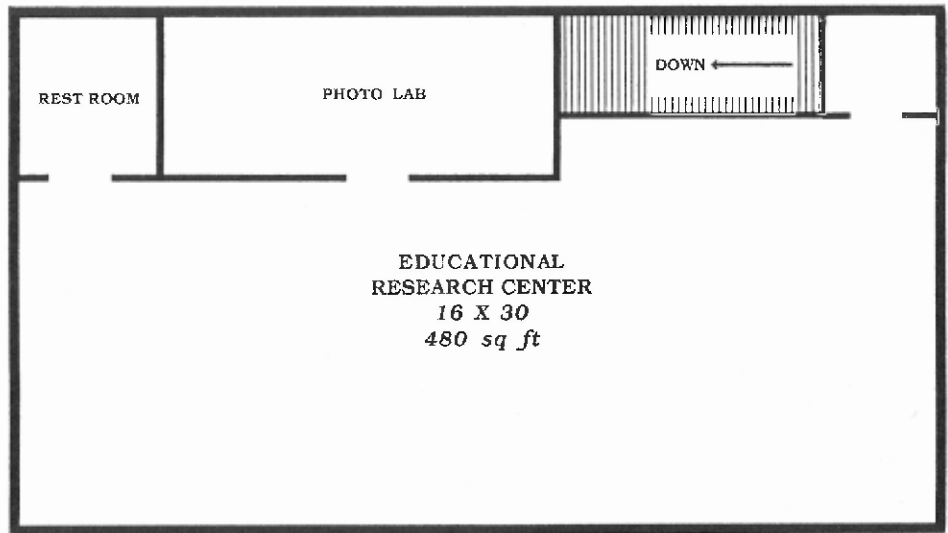 REST ROOM
PHOTO LAB
DOWN
EDUCATIONAL
RESEARCH CENTER
16 X 30
480 sq ft